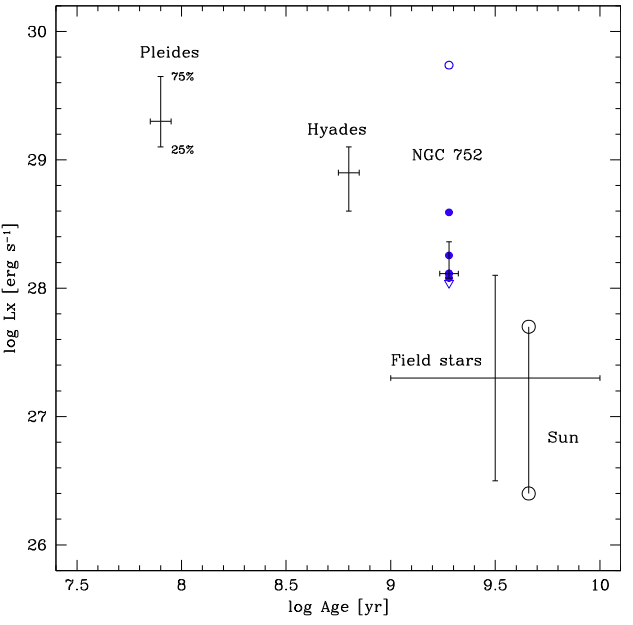 30
Pleides
75%
Hyades
NGC 752
29
25%
28
Field stars
27
Sun
26
log Lx [erg s⁻¹]
7.5 8 8.5 9 9.5 10
log Age [yr]